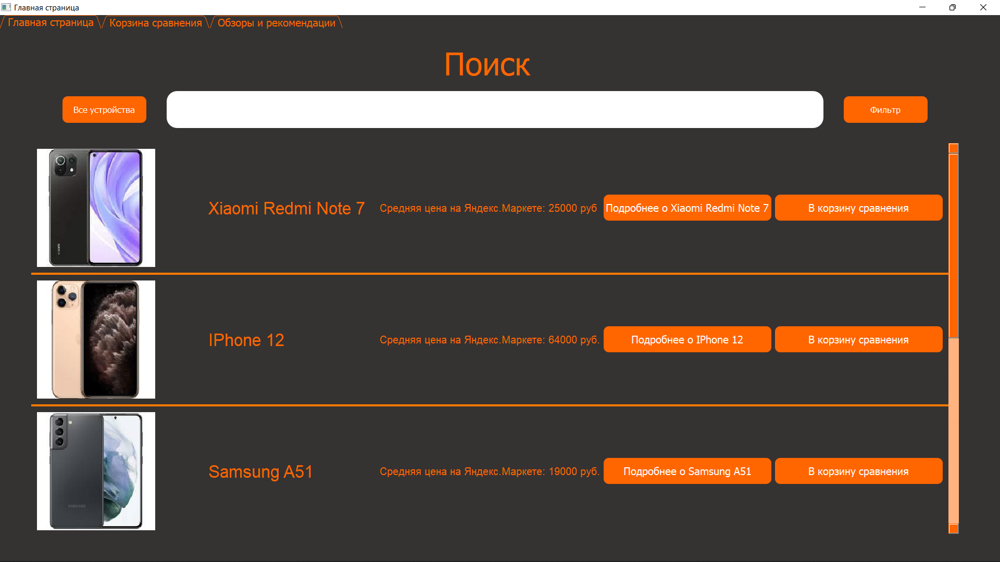 Главная страница
Главная страница
Корзина сравнения
Обзоры и рекомендации
Поиск
Все устройства
Фильтр
Xiaomi Redmi Note 7
Средняя цена на Яндекс.Маркете: 25000 руб
Подробнее о Xiaomi Redmi Note 7
В корзину сравнения
IPhone 12
Средняя цена на Яндекс.Маркете: 64000 руб.
Подробнее о IPhone 12
В корзину сравнения
SAMSUNG
Samsung A51
Средняя цена на Яндекс.Маркете: 19000 руб.
Подробнее о Samsung A51
В корзину сравнения